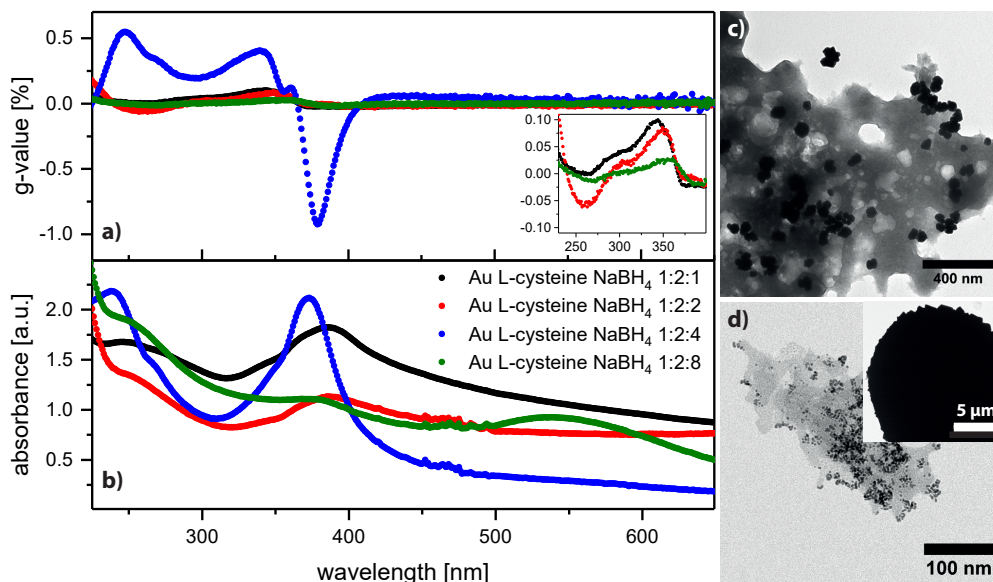 0.5
0.0
-0.5
-1.0
g-value [%]
a)
0.10
0.05
0.00
-0.05
-0.10
250 300 350
2.0
1.5
1.0
0.5
absorbance [a.u.]
b)
Au L-cysteine NaBH₄ 1:2:1
Au L-cysteine NaBH₄ 1:2:2
Au L-cysteine NaBH₄ 1:2:4
Au L-cysteine NaBH₄ 1:2:8
300 400 500 600
wavelength [nm]
c)
400 nm
d)
5 μm
100 nm